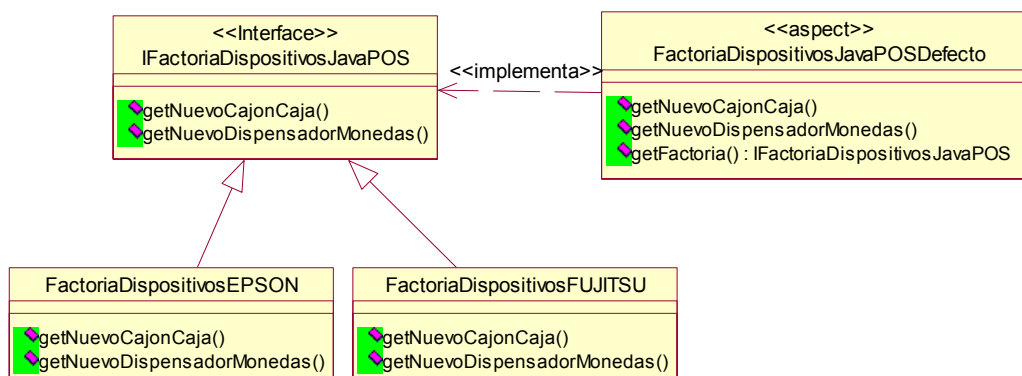 <<Interface>>
IFactoriaDispositivosJavaPOS
getNuevoCajonCaja()
getNuevoDispensadorMonedas()
<<implementa>>
<<aspect>>
FactoriaDispositivosJavaPOSDefecto
getNuevoCajonCaja()
getNuevoDispensadorMonedas()
getFactoria() : IFactoriaDispositivosJavaPOS
FactoriaDispositivosEPSON
getNuevoCajonCaja()
getNuevoDispensadorMonedas()
FactoriaDispositivosFUJITSU
getNuevoCajonCaja()
getNuevoDispensadorMonedas()